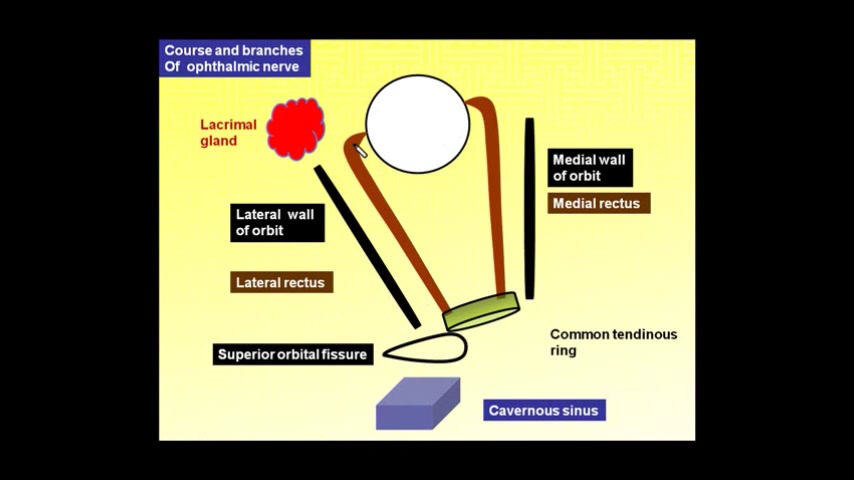 Course and branches
Of ophthalmic nerve
Lacrimal
gland
Medial wall
of orbit
Medial rectus
Lateral wall
of orbit
Lateral rectus
Common tendinous
ring
Superior orbital fissure
Cavernous sinus